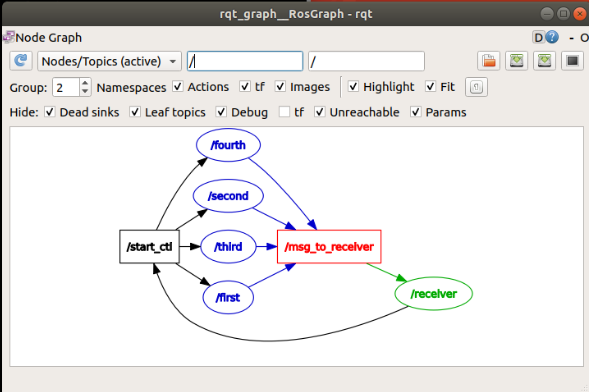 rqt_graph__RosGraph - rqt
Node Graph
D ? - O
Nodes/Topics (active) / /
Group: 2 Namespaces Actions tf Images Highlight Fit
Hide: Dead sinks Leaf topics Debug tf Unreachable Params
/fourth
/second
/start_ctl /third /msg_to_receiver
/first
/receiver